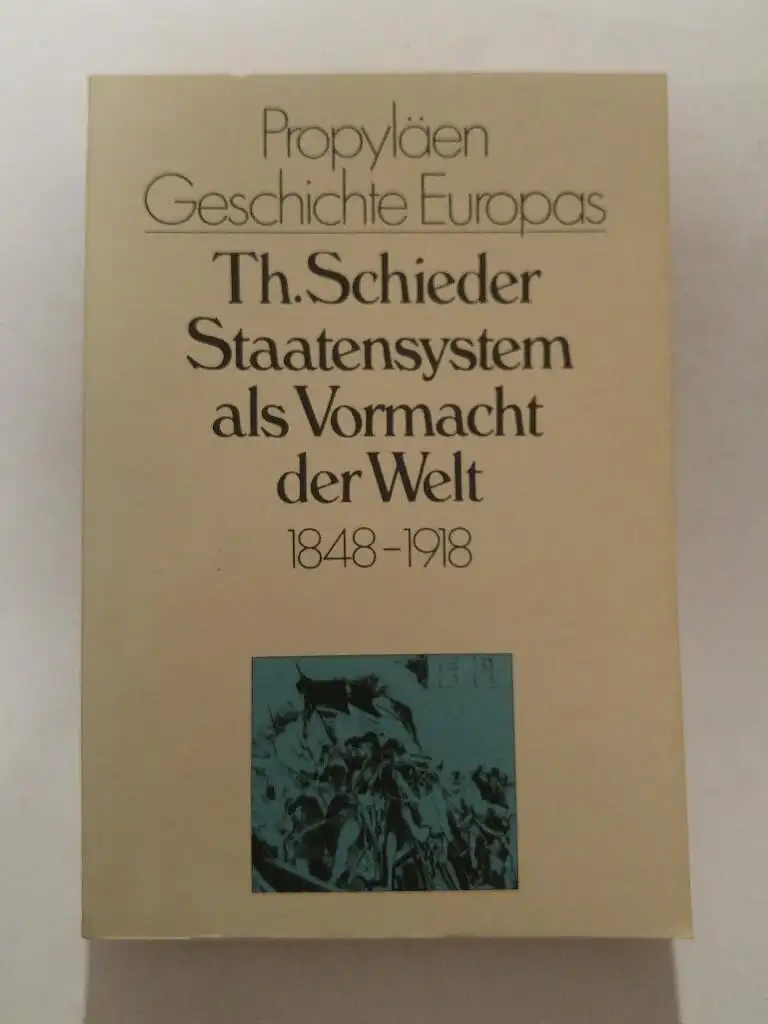 Propyläen
Geschichte Europas
Th. Schieder
Staatensystem
als Vormacht
der Welt
1848-1918